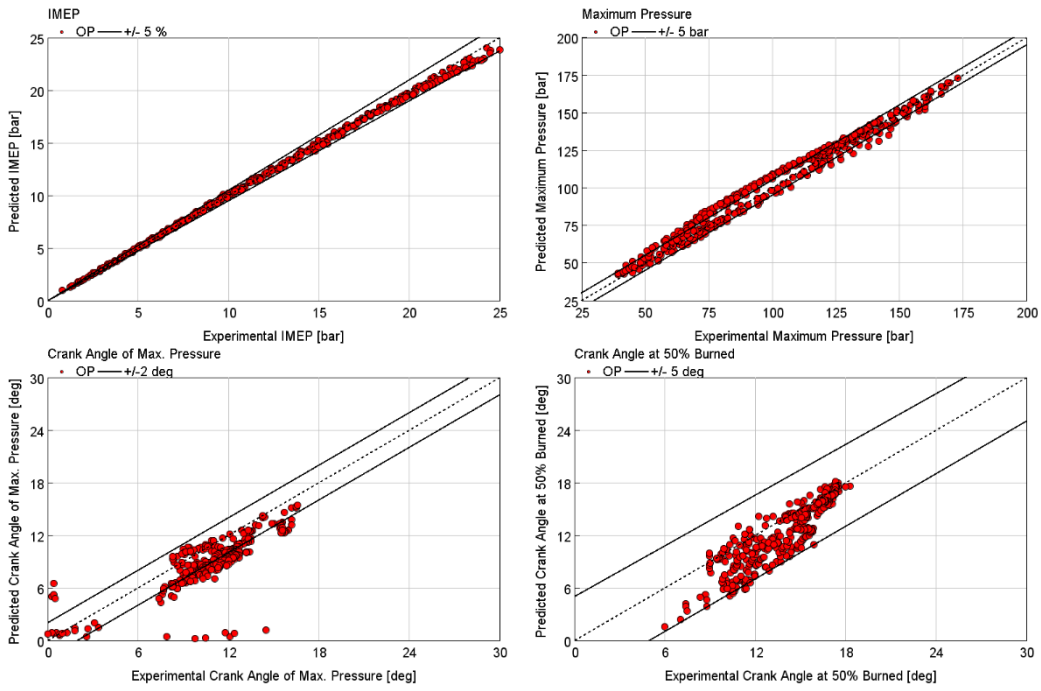 IMEP
OP +/- 5 %
25
20
15
10
5
0
Predicted IMEP [bar]
0 5 10 15 20 25
Experimental IMEP [bar]
Maximum Pressure
OP +/- 5 bar
200
175
150
125
100
75
50
25
Predicted Maximum Pressure [bar]
25 50 75 100 125 150 175 200
Experimental Maximum Pressure [bar]
Crank Angle of Max. Pressure
OP +/-2 deg
30
24
18
12
6
0
Predicted Crank Angle of Max. Pressure [deg]
0 6 12 18 24 30
Experimental Crank Angle of Max. Pressure [deg]
Crank Angle at 50% Burned
OP +/- 5 deg
30
24
18
12
6
0
Predicted Crank Angle at 50% Burned [deg]
0 6 12 18 24 30
Experimental Crank Angle at 50% Burned [deg]